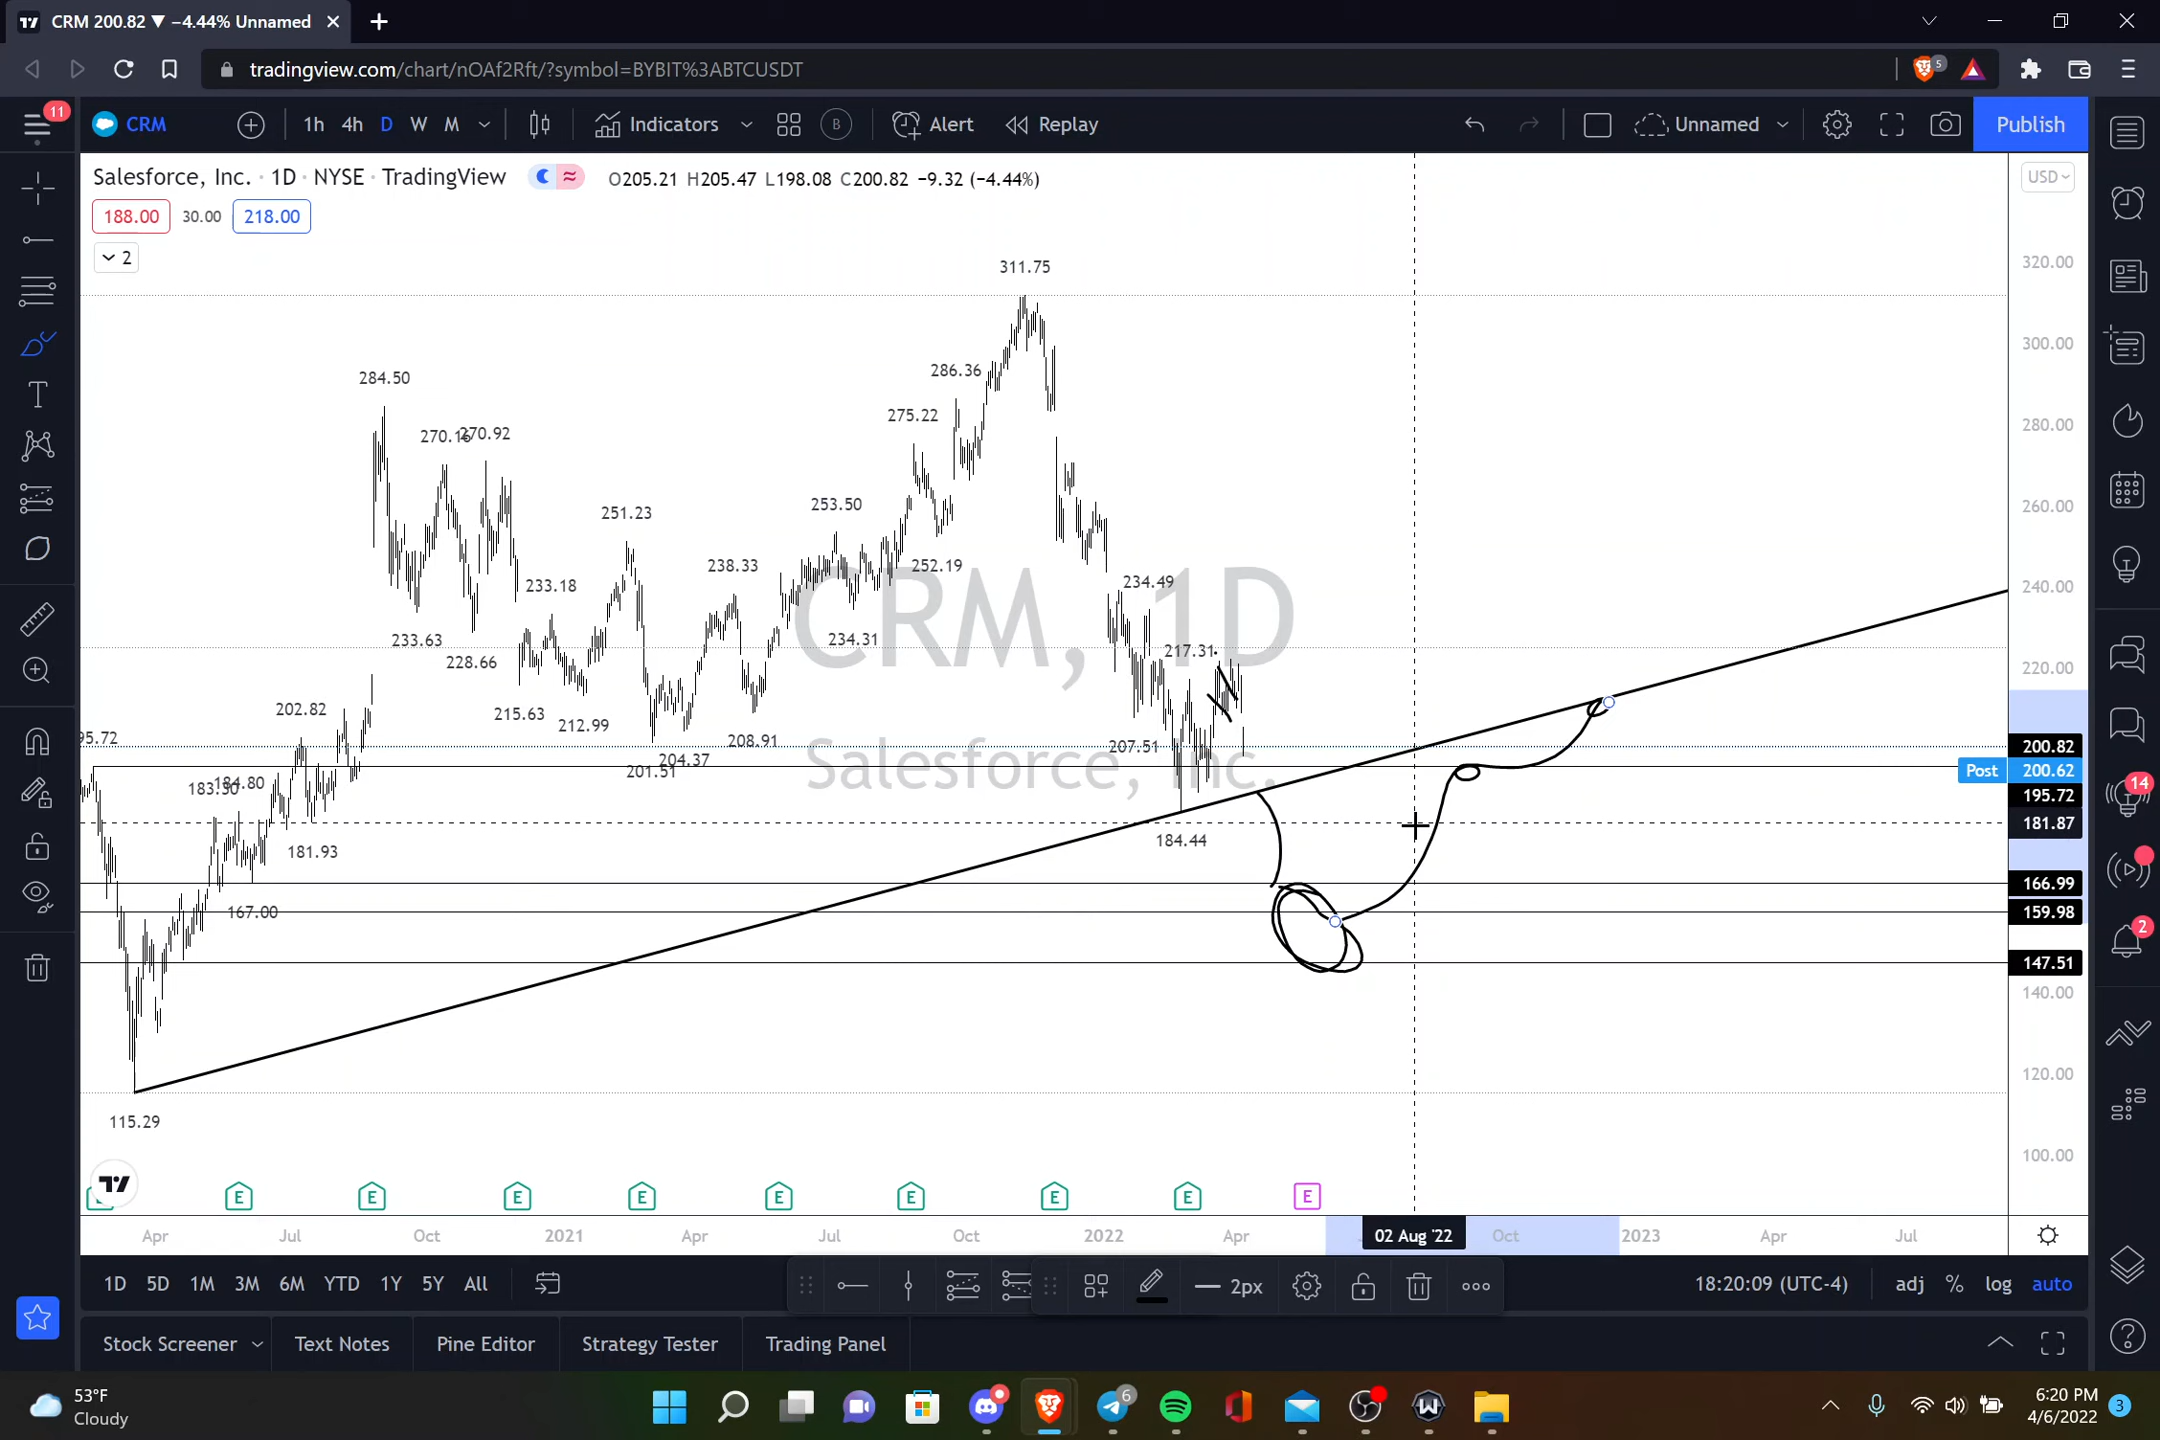 CRM 200.82 ▼ −4.44% Unnamed
tradingview.com/chart/nOAf2Rft/?symbol=BYBIT%3ABTCUSDT
5
11
CRM
1h 4h D W M
Indicators
B
Alert
Replay
Unnamed
Publish
Salesforce, Inc. · 1D · NYSE · TradingView
O205.21 H205.47 L198.08 C200.82 −9.32 (−4.44%)
USD
188.00 30.00 218.00
2
CRM, 1D
Salesforce, Inc.
311.75
284.50
286.36
275.22
270.92
253.50
251.23
252.19
238.33
233.18
234.49
234.31
233.63
228.66
217.31
215.63
212.99
208.91
207.51
204.37
201.51
202.82
95.72
184.80
181.93
184.44
167.00
115.29
320.00
300.00
280.00
260.00
240.00
220.00
200.82
Post 200.62
195.72
181.87
166.99
159.98
147.51
140.00
120.00
100.00
14
2
E E E E E E E E E
Apr Jul Oct 2021 Apr Jul Oct 2022 Apr 02 Aug '22 Oct 2023 Apr Jul
1D 5D 1M 3M 6M YTD 1Y 5Y All
2px
18:20:09 (UTC-4)
adj % log auto
Stock Screener Text Notes Pine Editor Strategy Tester Trading Panel
53°F
Cloudy
6
W
6:20 PM
4/6/2022
3